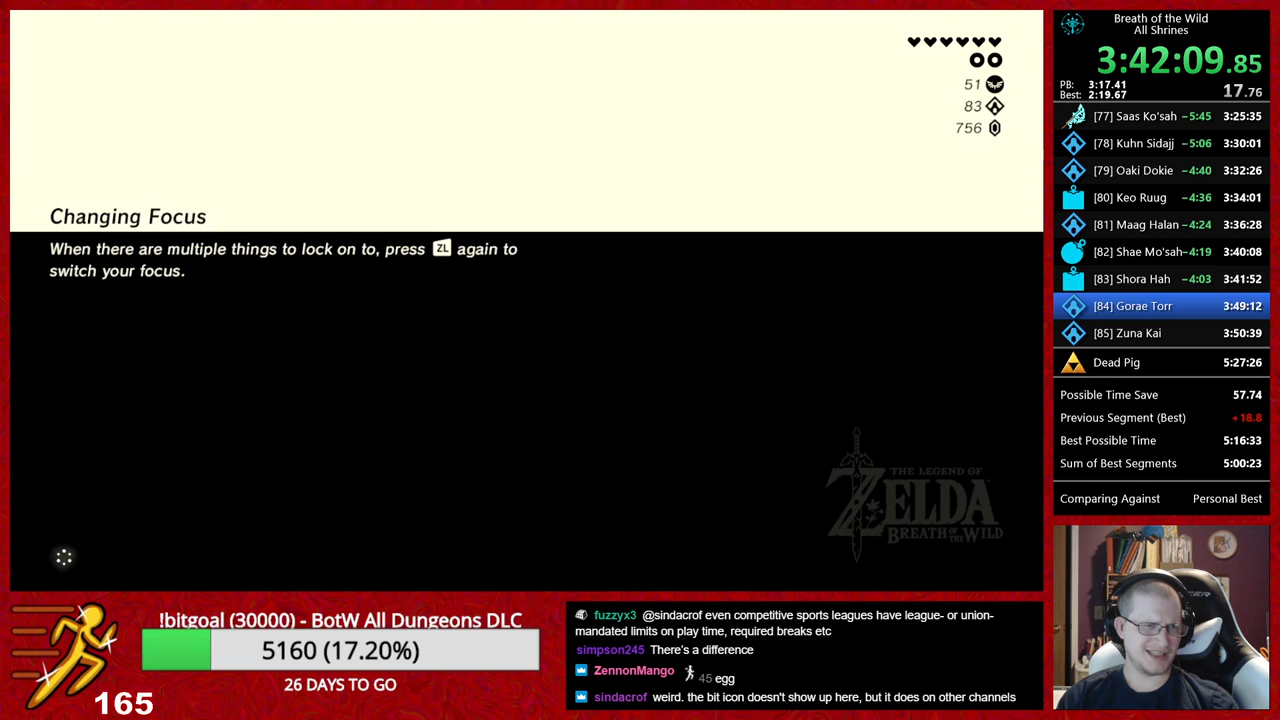 51
83
756
Changing Focus
When there are multiple things to lock on to, press ZL again to
switch your focus.
THE LEGEND OF
ZELDA
BREATH OF THE WILD
Breath of the Wild
All Shrines
3:42:09.85
PB: 3:17.41
Best: 2:19.67
17.76
[77] Saas Ko'sah -5:45 3:25:35
[78] Kuhn Sidajj -5:06 3:30:01
[79] Oaki Dokie -4:40 3:32:26
[80] Keo Ruug -4:36 3:34:01
[81] Maag Halan -4:24 3:36:28
[82] Shae Mo'sah -4:19 3:40:08
[83] Shora Hah -4:03 3:41:52
[84] Gorae Torr 3:49:12
[85] Zuna Kai 3:50:39
Dead Pig 5:27:26
Possible Time Save 57.74
Previous Segment (Best) +18.8
Best Possible Time 5:16:33
Sum of Best Segments 5:00:23
Comparing Against Personal Best
165
!bitgoal (30000) - BotW All Dungeons DLC
5160 (17.20%)
26 DAYS TO GO
fuzzyx3 @sindacrof even competitive sports leagues have league- or union-
mandated limits on play time, required breaks etc
simpson245 There's a difference
ZennonMango 45 egg
sindacrof weird. the bit icon doesn't show up here, but it does on other channels